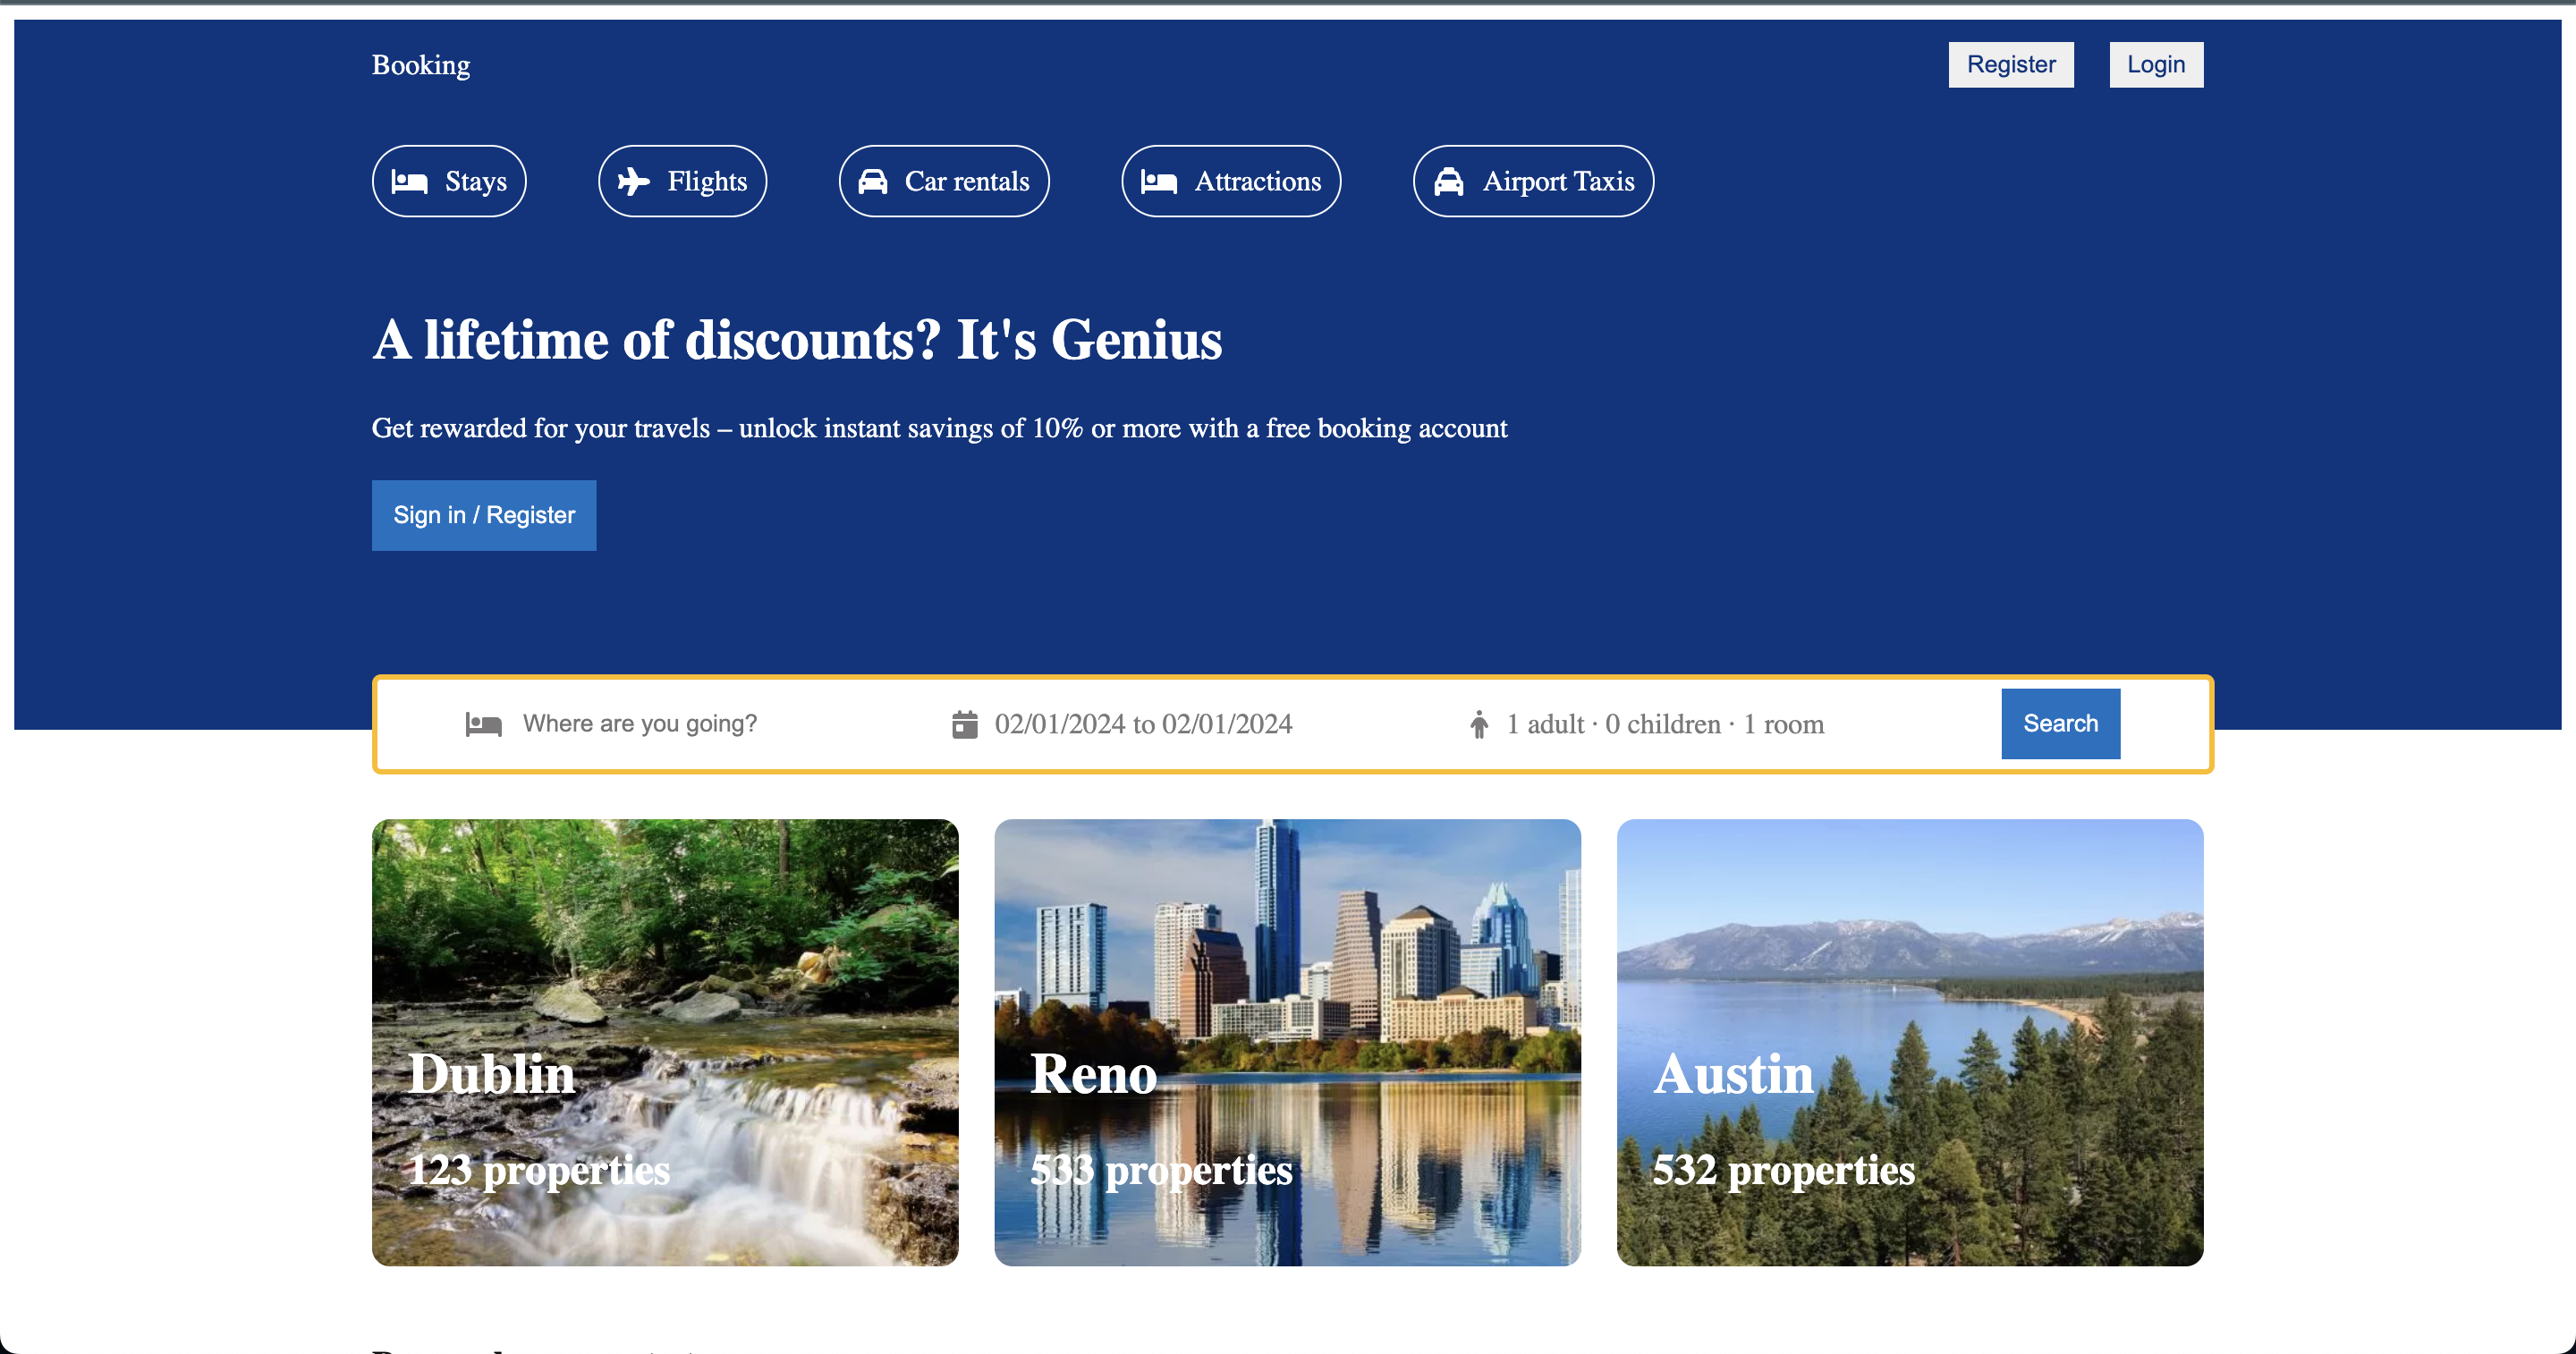 Booking
Register
Login
Stays
Flights
Car rentals
Attractions
Airport Taxis
A lifetime of discounts? It's Genius
Get rewarded for your travels – unlock instant savings of 10% or more with a free booking account
Sign in / Register
Where are you going?
02/01/2024 to 02/01/2024
1 adult · 0 children · 1 room
Search
Dublin
123 properties
Reno
533 properties
Austin
532 properties